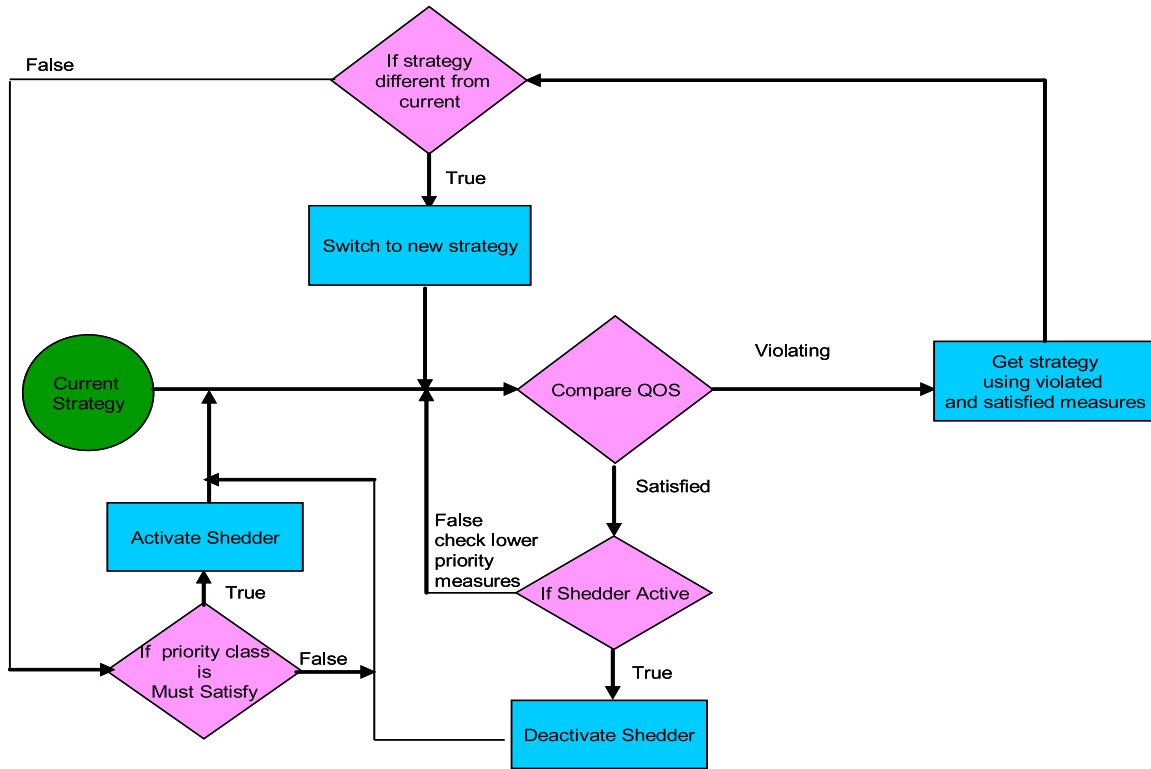 False
If strategy
different from
current
True
Switch to new strategy
Current
Strategy
Compare QOS
Violating
Get strategy
using violated
and satisfied measures
Satisfied
Activate Shedder
False
check lower
priority
measures
If Shedder Active
True
If  priority class
is
Must Satisfy
False
True
Deactivate Shedder